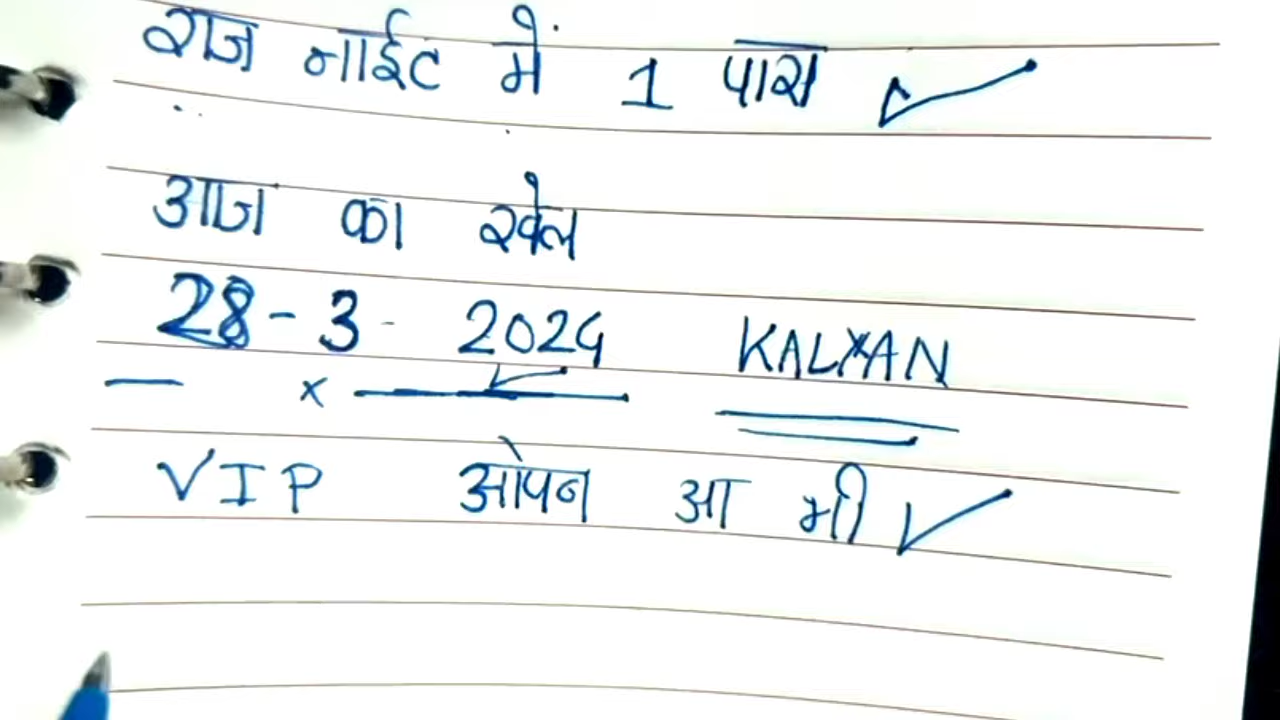 राज नाईट में 1 पास
आज का खेल
28-3-2024 KALYAN
VIP ओपन आ भी